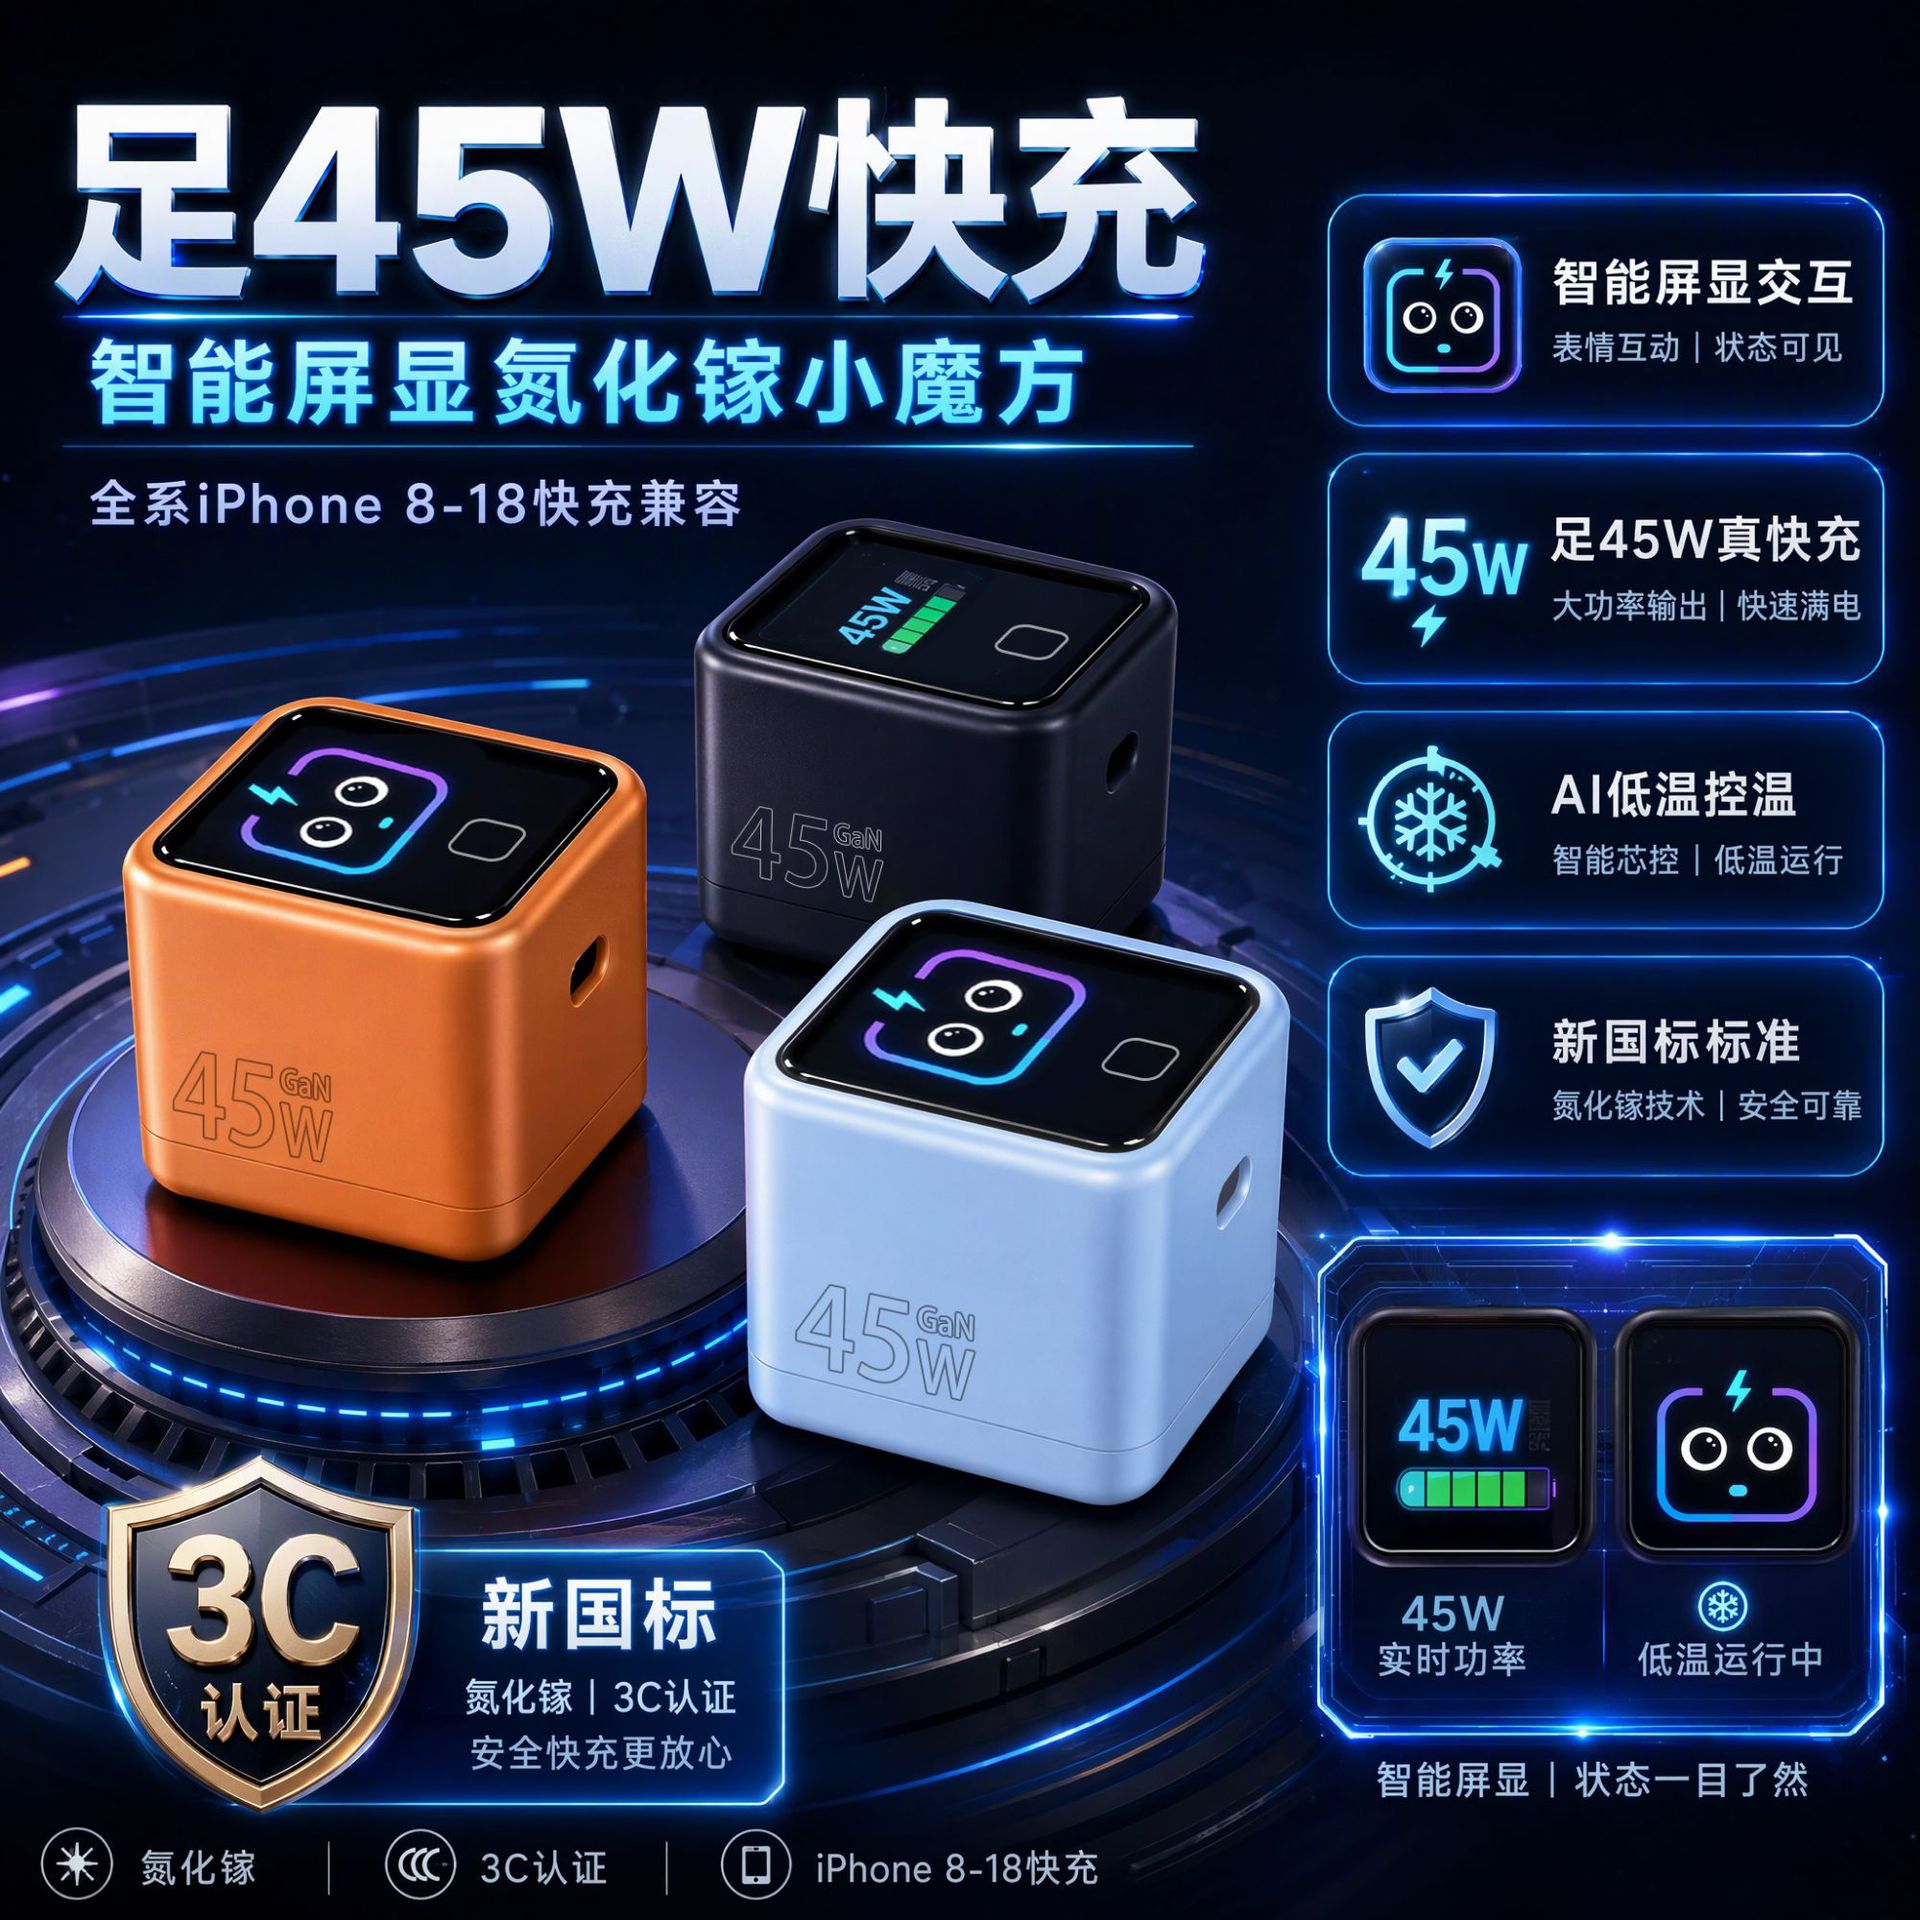 足45W快充
智能屏显氮化镓小魔方
全系iPhone 8-18快充兼容
智能屏显交互
表情互动 | 状态可见
45W
足45W真快充
大功率输出 | 快速满电
AI低温控温
智能芯控 | 低温运行
新国标标准
氮化镓技术 | 安全可靠
45W
45W GaN
45W GaN
45W GaN
45W
45W
实时功率
低温运行中
智能屏显 | 状态一目了然
3C
认证
新国标
氮化镓 | 3C认证
安全快充更放心
氮化镓 | 3C认证 | iPhone 8-18快充